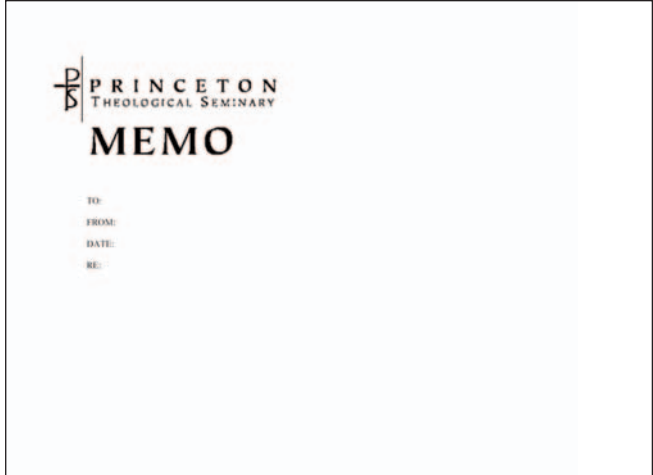 PRINCETON
THEOLOGICAL SEMINARY
MEMO
TO:
FROM:
DATE:
RE: